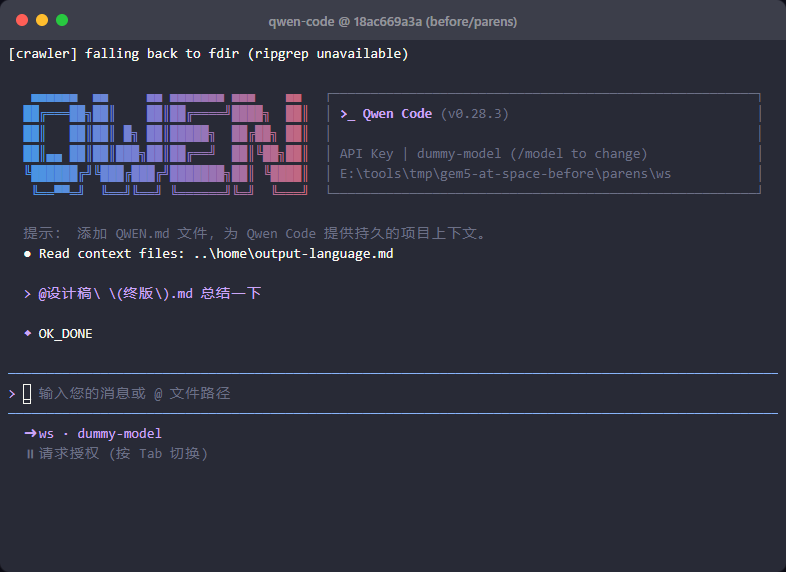 qwen-code @ 18ac669a3a (before/parens)
[crawler] falling back to fdir (ripgrep unavailable)
QWEN
>_ Qwen Code (v0.28.3)
API Key | dummy-model (/model to change)
E:\tools\tmp\gem5-at-space-before\parens\ws
提示: 添加 QWEN.md 文件，为 Qwen Code 提供持久的项目上下文。
● Read context files: ..\home\output-language.md
> @设计稿\ \(终版\).md 总结一下
◆ OK_DONE
> 输入您的消息或 @ 文件路径
➜ws · dummy-model
⏸请求授权 (按 Tab 切换)